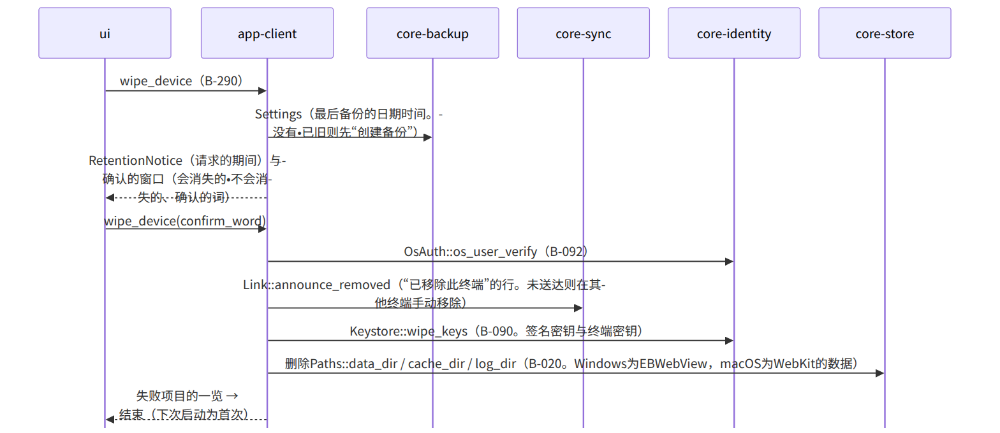 ui
app-client
core-backup
core-sync
core-identity
core-store
wipe_device（B-290）
Settings（最后备份的日期时间。-
没有•已旧则先“创建备份”）
RetentionNotice（请求的期间）与-
确认的窗口（会消失的•不会消-
失的、确认的词）
wipe_device(confirm_word)
OsAuth::os_user_verify（B-092）
Link::announce_removed（“已移除此终端”的行。未送达则在其-
他终端手动移除）
Keystore::wipe_keys（B-090。签名密钥与终端密钥）
删除Paths::data_dir / cache_dir / log_dir（B-020。Windows为EBWebView，macOS为WebKit的数据）
失败项目的一览 →
结束（下次启动为首次）